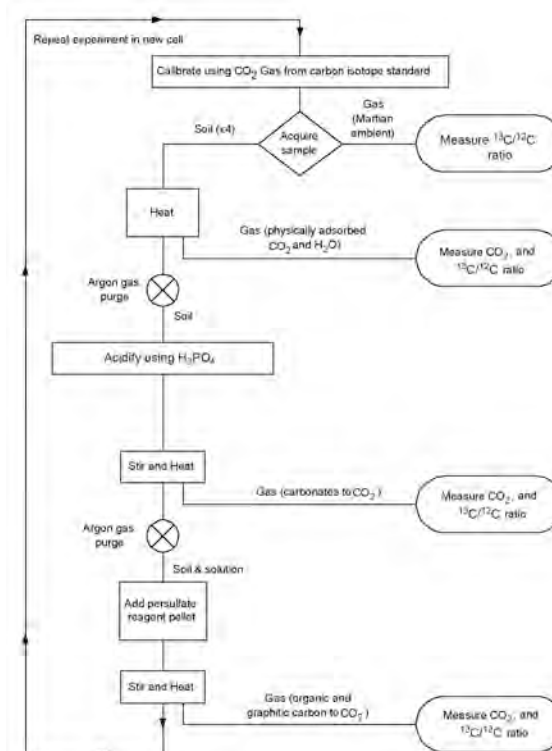 Repeat experiment in new cell
Calibrate using CO2 Gas from carbon isotope standard
Soil (x4)
Acquire
sample
Gas
(Martian
ambient)
Measure 13C/12C
ratio
Heat
Gas (physically adsorbed
CO2 and H2O)
Measure CO2, and
13C/12C ratio
Argon gas
purge
Soil
Acidify using H3PO4
Stir and Heat
Gas (carbonates to CO2)
Measure CO2, and
13C/12C ratio
Argon gas
purge
Soil & solution
Add persulfate
reagent pellet
Stir and Heat
Gas (organic and
graphitic carbon to CO2)
Measure CO2, and
13C/12C ratio